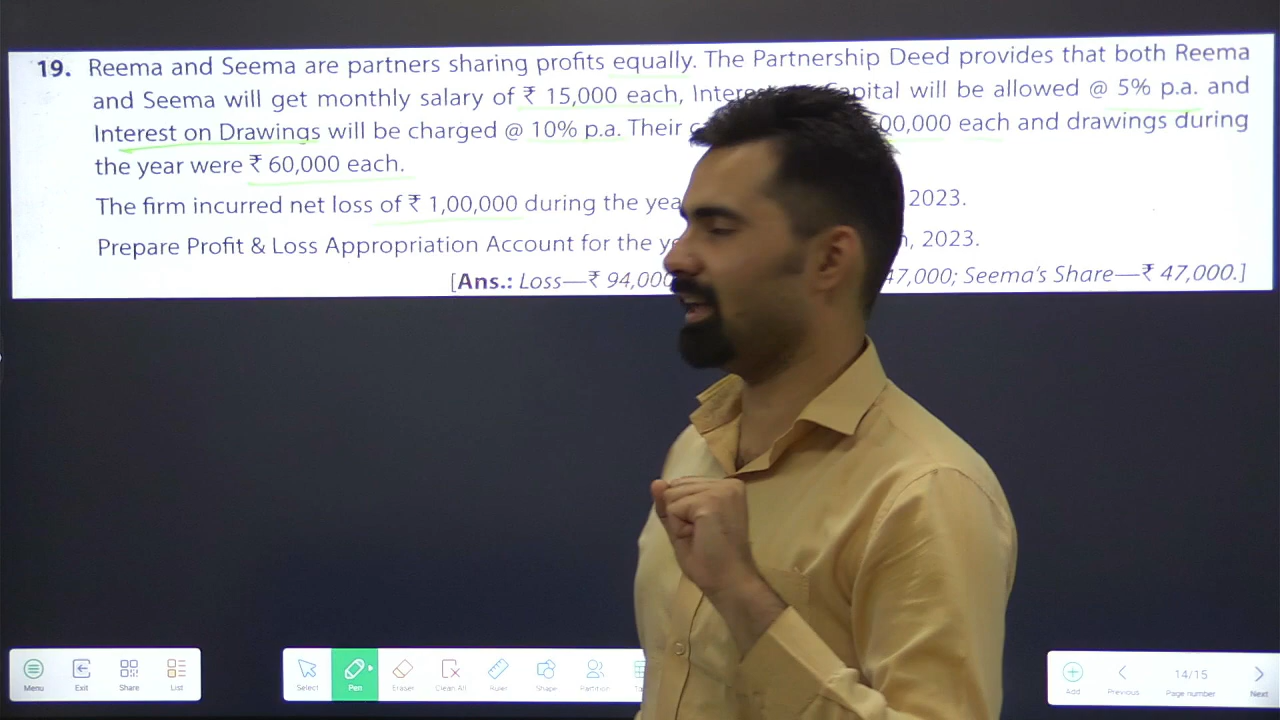 19. Reema and Seema are partners sharing profits equally. The Partnership Deed provides that both Reema
and Seema will get monthly salary of ₹ 15,000 each, Capital will be allowed @ 5% p.a. and
Interest on Drawings will be charged @ 10% p.a. Their 00,000 each and drawings during
the year were ₹ 60,000 each.
The firm incurred net loss of ₹ 1,00,000 during the 2023.
Prepare Profit & Loss Appropriation Account for the 2023.
[Ans.: Loss—₹ 94,000 47,000; Seema's Share—₹ 47,000.]
Menu Exit Share List Select Pen Eraser Clean All Ruler Shape Partition Add Previous 14/15 Page number Next